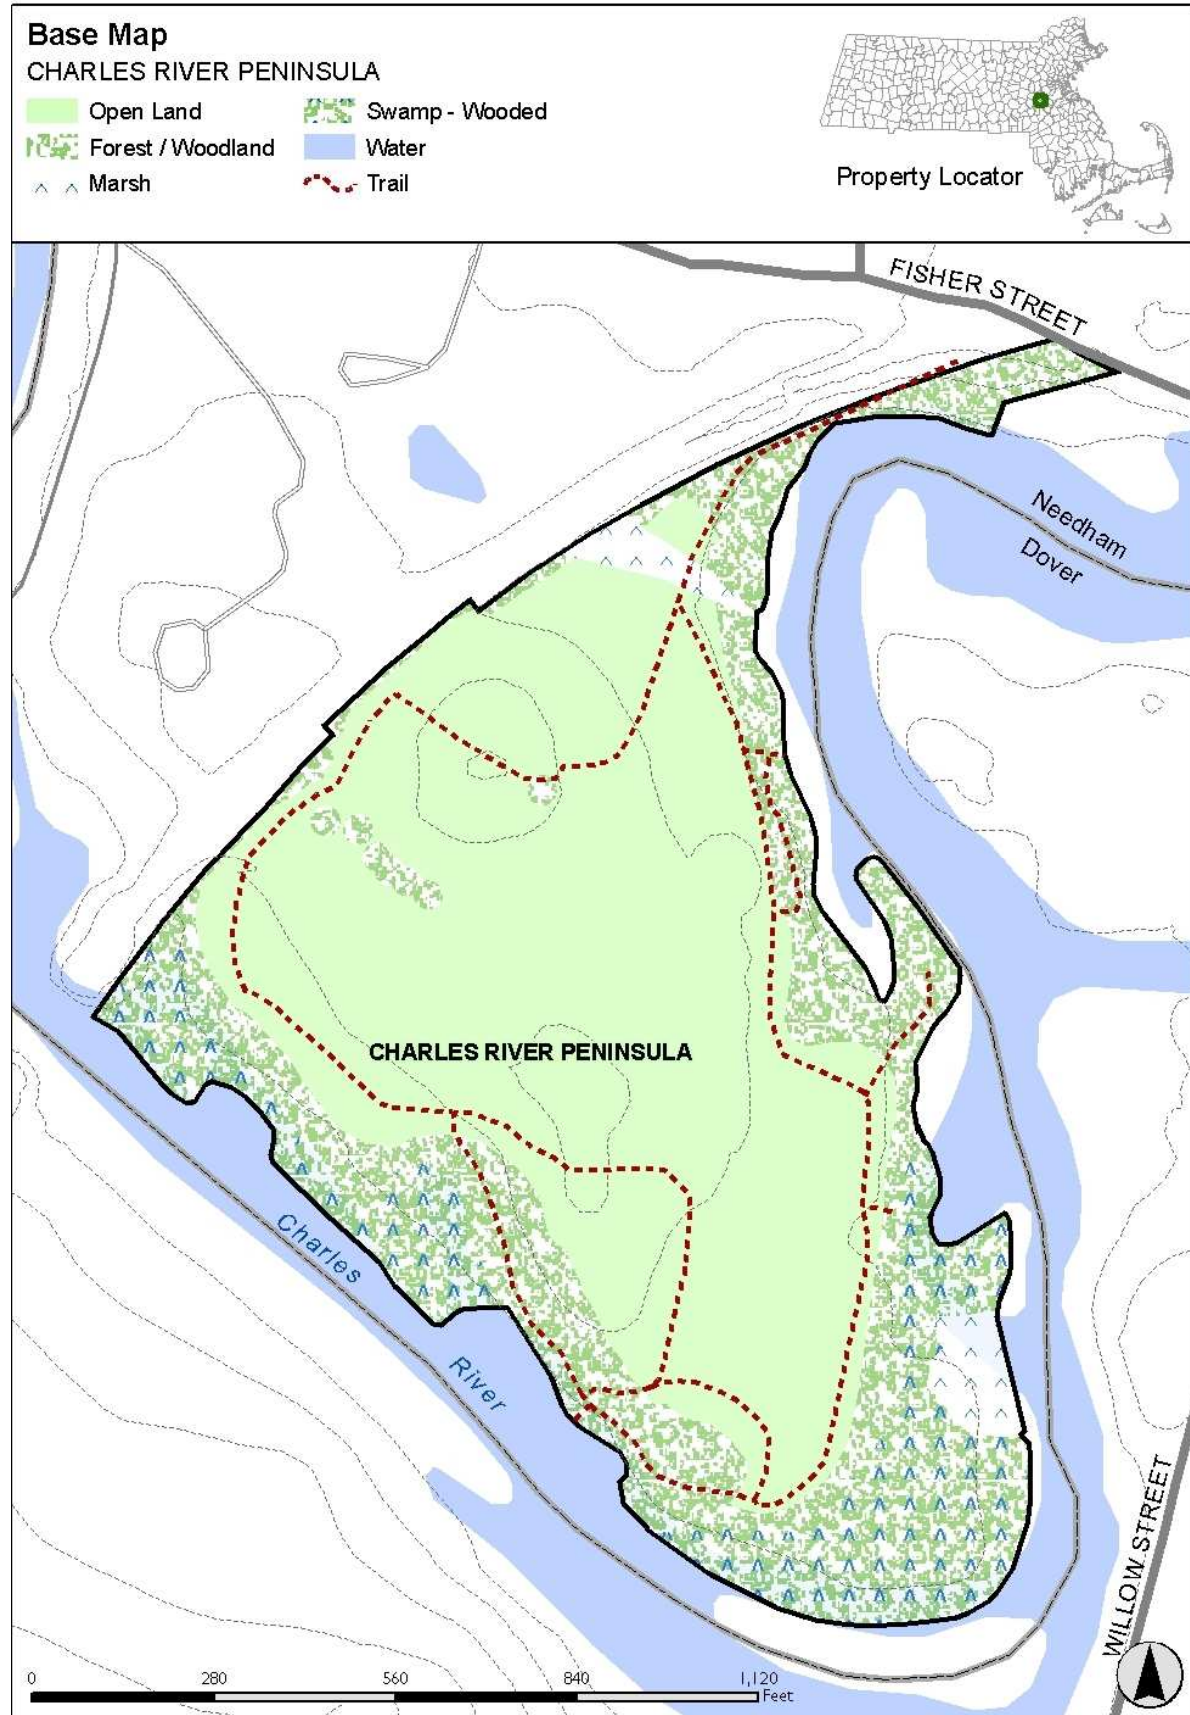 Base Map
CHARLES RIVER PENINSULA
Open Land
Swamp - Wooded
Forest / Woodland
Water
Marsh
Trail
Property Locator
FISHER STREET
Needham
Dover
CHARLES RIVER PENINSULA
Charles
River
WILLOW STREET
0 280 560 840 1,120
Feet